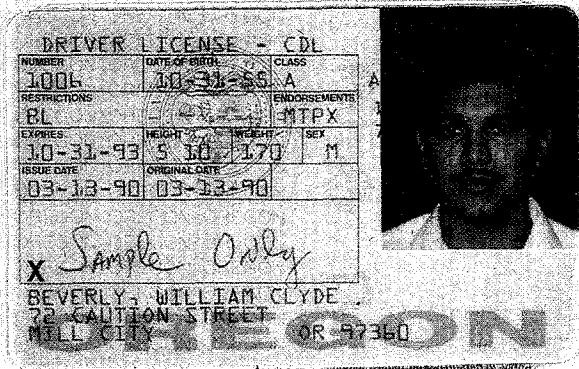 DRIVER LICENSE - CDL
NUMBER DATE OF BIRTH CLASS
1006 10-31-55 A
RESTRICTIONS ENDORSEMENTS
BL MTPX
EXPIRES HEIGHT WEIGHT SEX
10-31-93 5 10 170 M
ISSUE DATE ORIGINAL DATE
03-13-90 03-13-90
X Sample Only
BEVERLY, WILLIAM CLYDE
72 CAUTION STREET
MILL CITY OR 97360
OREGON